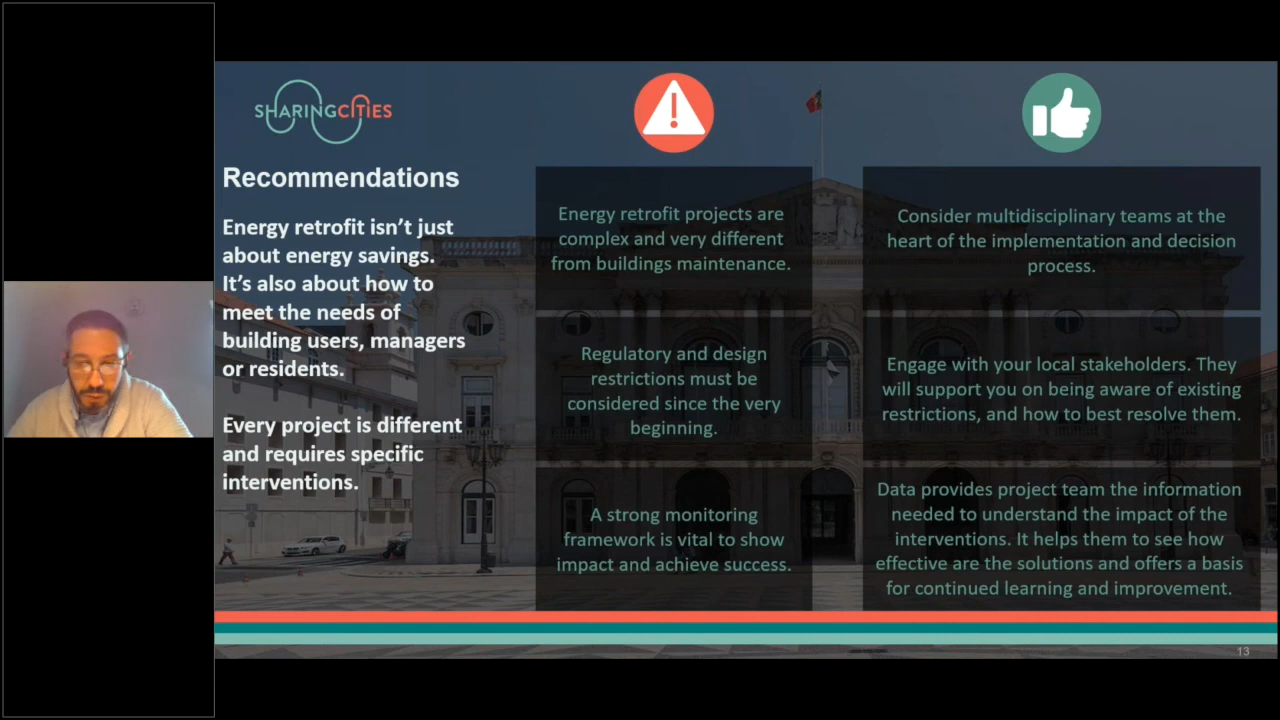 SHARINGCITIES
Recommendations
Energy retrofit isn’t just
about energy savings.
It’s also about how to
meet the needs of
building users, managers
or residents.
Every project is different
and requires specific
interventions.
Energy retrofit projects are
complex and very different
from buildings maintenance.
Consider multidisciplinary teams at the
heart of the implementation and decision
process.
Regulatory and design
restrictions must be
considered since the very
beginning.
Engage with your local stakeholders. They
will support you on being aware of existing
restrictions, and how to best resolve them.
A strong monitoring
framework is vital to show
impact and achieve success.
Data provides project team the information
needed to understand the impact of the
interventions. It helps them to see how
effective are the solutions and offers a basis
for continued learning and improvement.
13